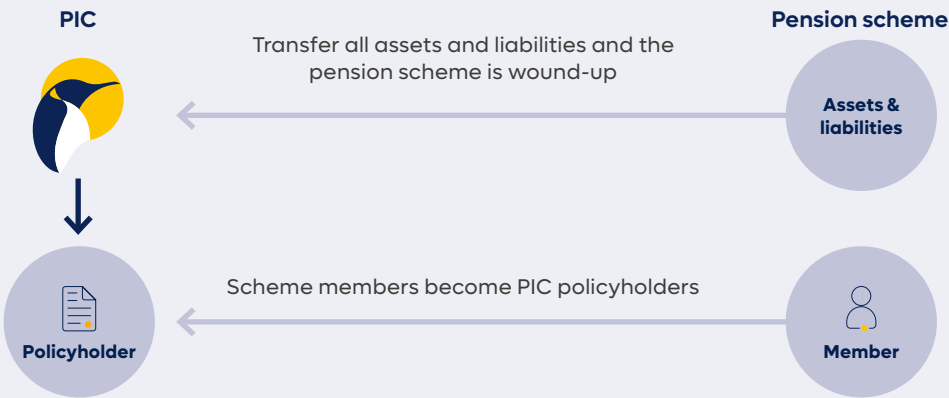 PIC
Pension scheme
Transfer all assets and liabilities and the
pension scheme is wound-up
Assets &
liabilities
Scheme members become PIC policyholders
Policyholder
Member